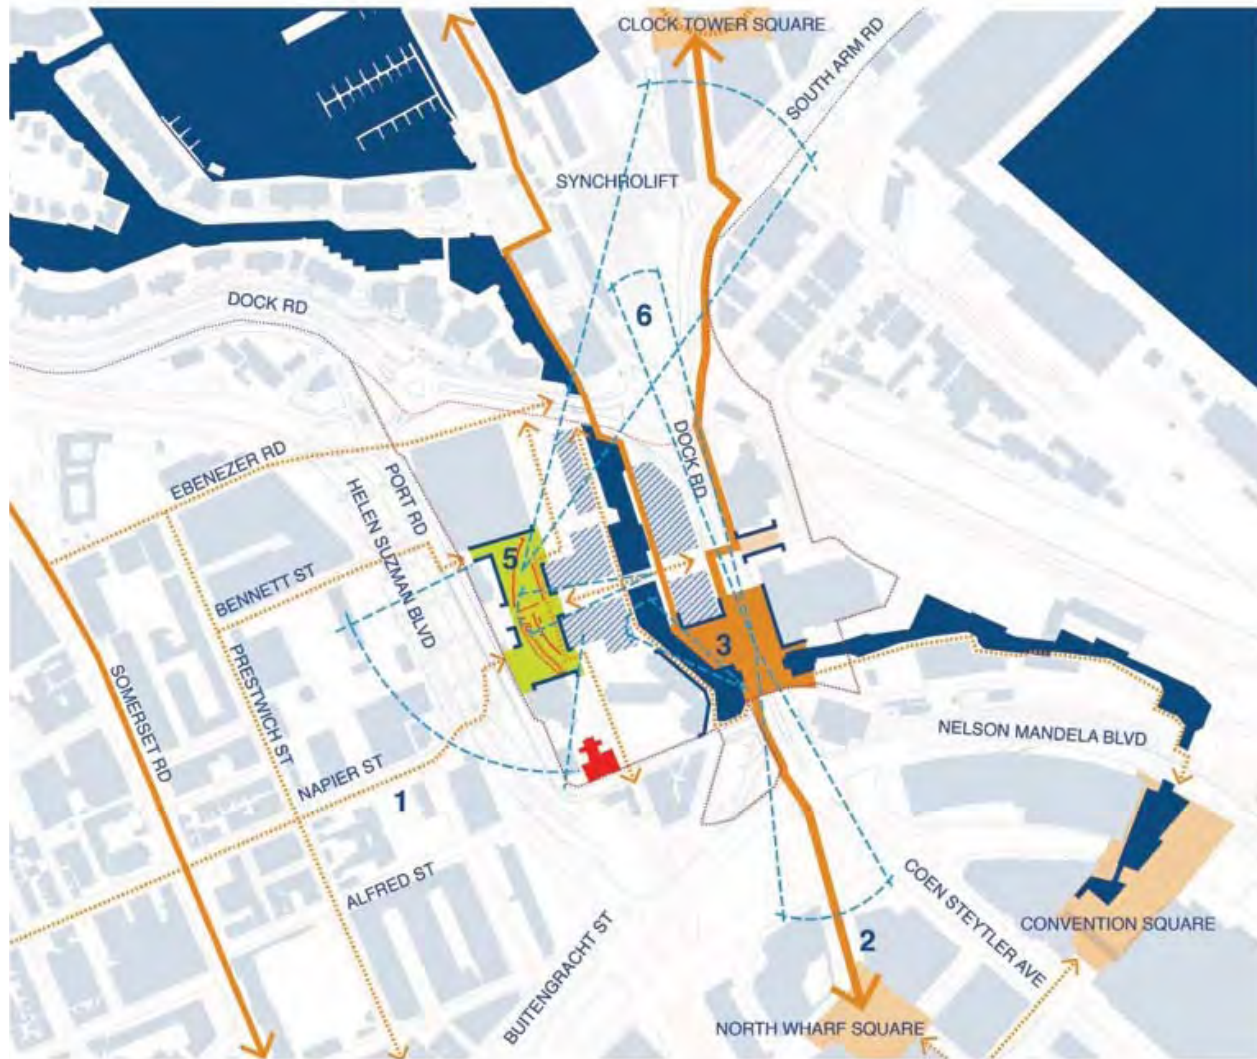 CLOCK TOWER SQUARE
SOUTH ARM RD
SYNCHROLIFT
DOCK RD
6
DOCK RD
EBENEZER RD
PORT RD
HELEN SUZMAN BLVD
5
BENNETT ST
3
SOMERSET RD
PRESTWICH ST
NELSON MANDELA BLVD
NAPIER ST
1
ALFRED ST
COEN STEYTLER AVE
CONVENTION SQUARE
2
BUITENGRACHT ST
NORTH WHARF SQUARE